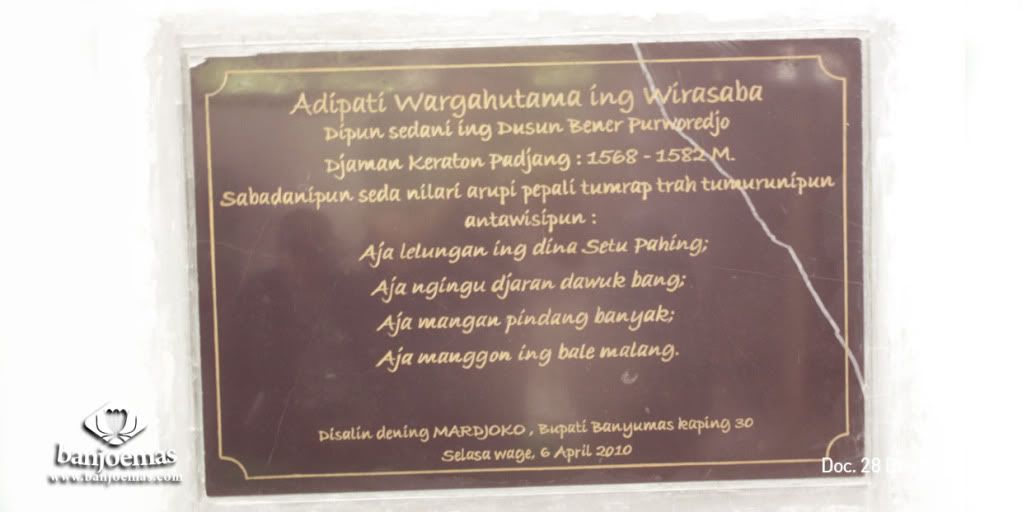 Adipati Wargahutama ing Wirasaba
Dipun sedani ing Dusun Bener Purworedjo
Djaman Keraton Padjang : 1568 - 1582 M.
Sabadanipun seda nilari arupi pepali tumrap trah tumurunipun
antawisipun :
Aja lelungan ing dina Setu Pahing;
Aja ngingu djaran dawuk bang;
Aja mangan pindang banyak;
Aja manggon ing bale malang.
Disalin dening MARDJOKO , Bupati Banyumas kaping 30
Selasa wage, 6 April 2010
banjoemas
www.banjoemas.com
Doc. 28